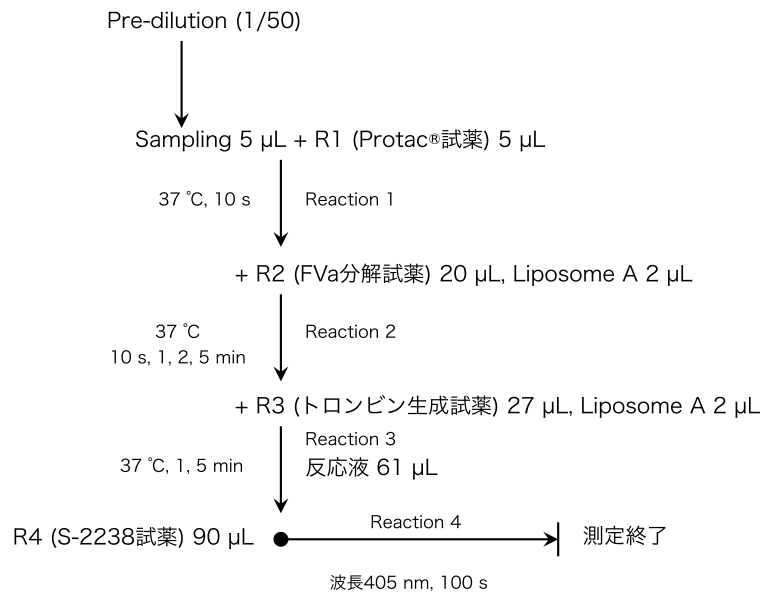 Pre-dilution (1/50)
Sampling 5 µL + R1 (Protac®試薬) 5 µL
37 ℃, 10 s
Reaction 1
+ R2 (FVa分解試薬) 20 µL, Liposome A 2 µL
37 ℃
10 s, 1, 2, 5 min
Reaction 2
+ R3 (トロンビン生成試薬) 27 µL, Liposome A 2 µL
Reaction 3
37 ℃, 1, 5 min
反応液 61 µL
Reaction 4
R4 (S-2238試薬) 90 µL
測定終了
波長405 nm, 100 s